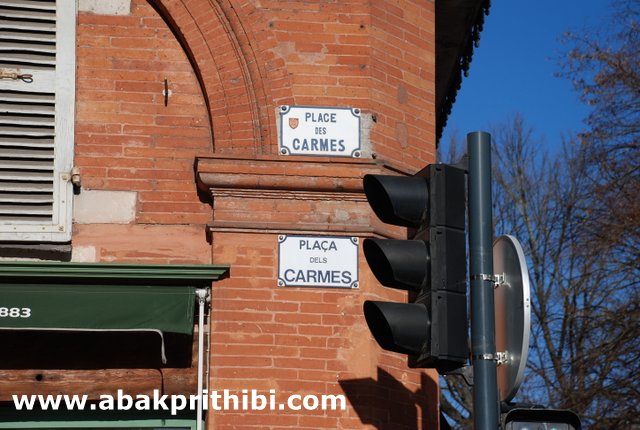 PLACE
DES
CARMES
PLAÇA
DELS
CARMES
883
www.abakprithibi.com